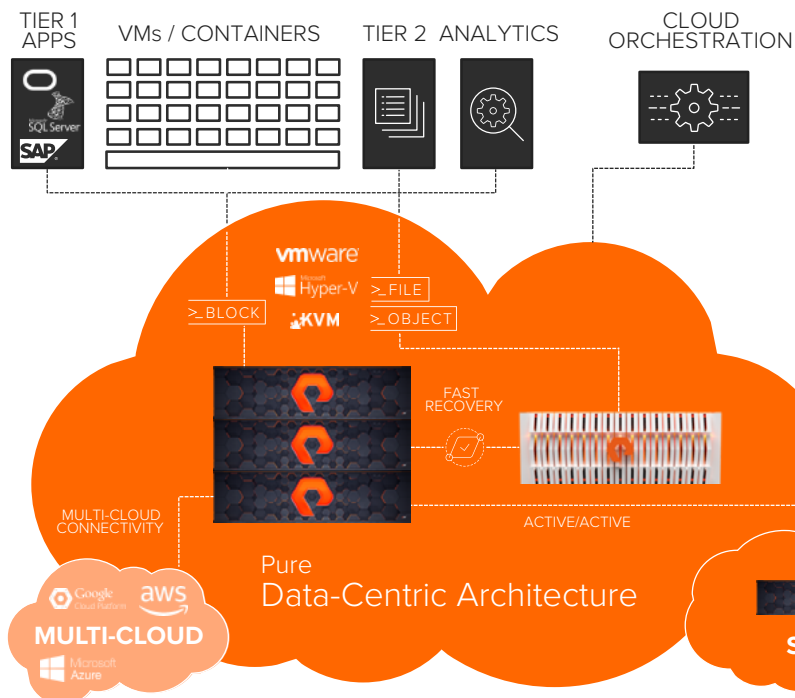 TIER 1
APPS
VMs / CONTAINERS
TIER 2
ANALYTICS
CLOUD
ORCHESTRATION
Microsoft
SQL Server
SAP
vmware
Microsoft
Hyper-V
KVM
>_BLOCK
>_FILE
>_OBJECT
FAST
RECOVERY
MULTI-CLOUD
CONNECTIVITY
ACTIVE/ACTIVE
Pure
Data-Centric Architecture
Google
Cloud Platform
aws
MULTI-CLOUD
Microsoft
Azure
S